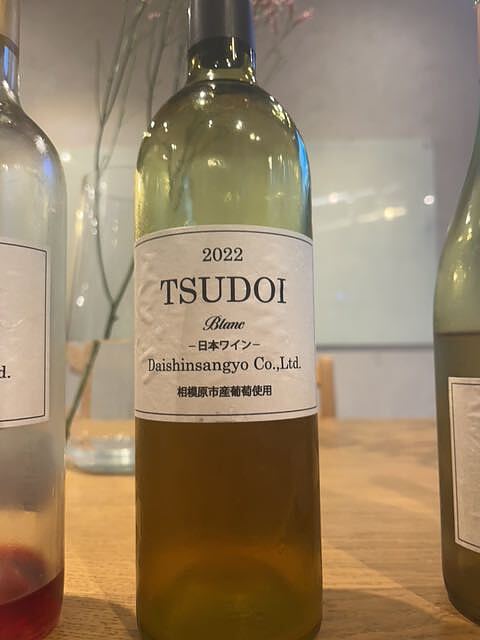 2022
TSUDOI
Blanc
–日本ワイン–
Daishinsangyo Co.,Ltd.
相模原市産葡萄使用
d.